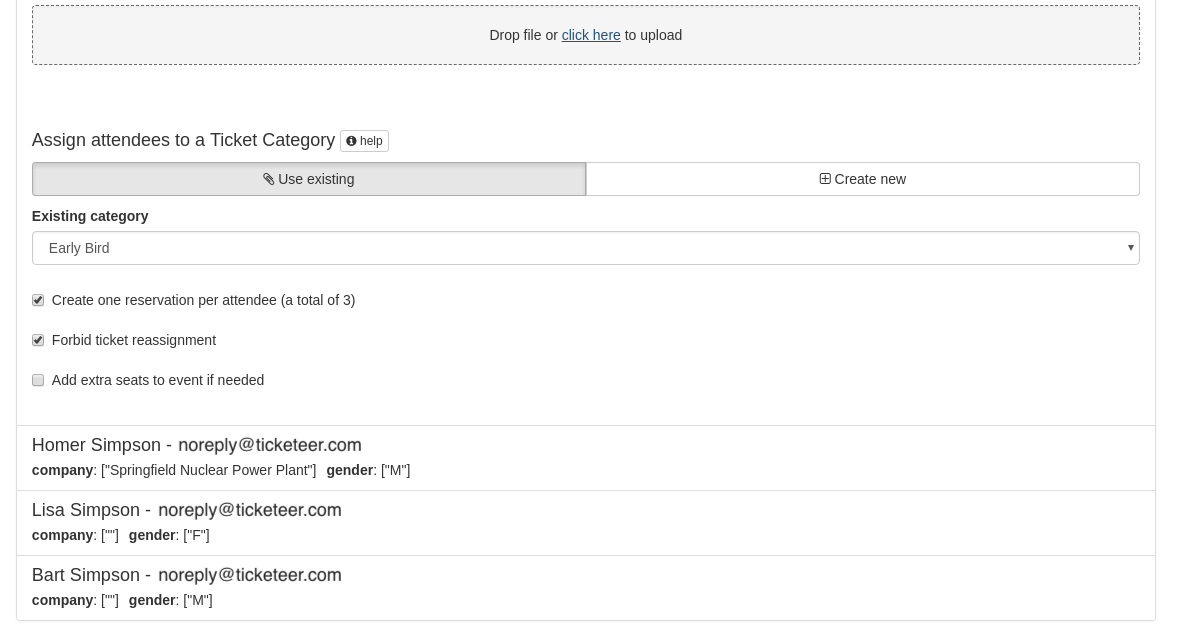 Drop file or click here to upload
Assign attendees to a Ticket Category help
Use existing
Create new
Existing category
Early Bird
Create one reservation per attendee (a total of 3)
Forbid ticket reassignment
Add extra seats to event if needed
Homer Simpson - noreply@ticketeer.com
company: ["Springfield Nuclear Power Plant"] gender: ["M"]
Lisa Simpson - noreply@ticketeer.com
company: [""] gender: ["F"]
Bart Simpson - noreply@ticketeer.com
company: [""] gender: ["M"]